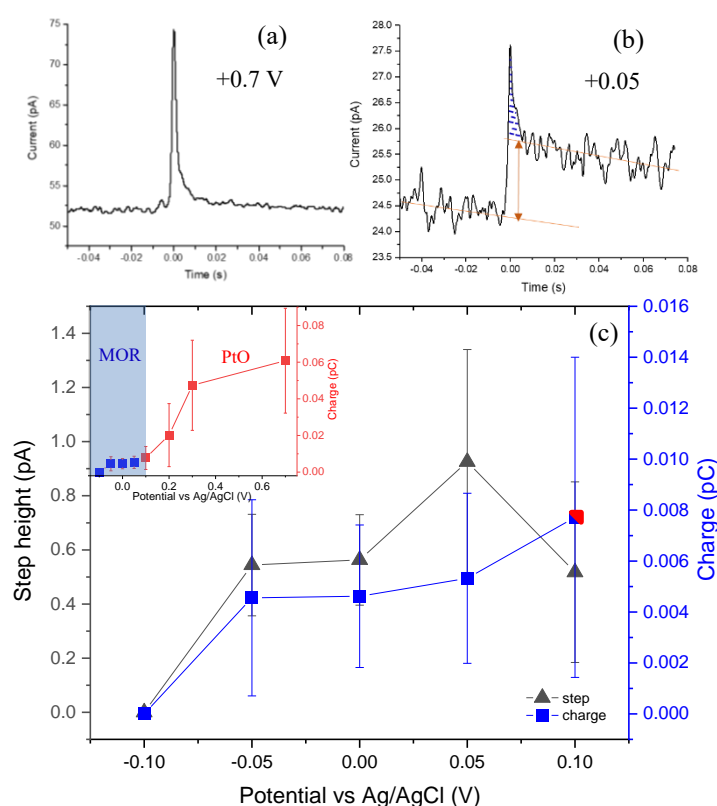 (a)
+0.7 V
75
70
65
60
55
Current (pA)
-0.04 -0.02 0.00 0.02 0.04 0.06 0.08
Time (s)
(b)
+0.05
28.0
27.5
27.0
26.5
26.0
25.5
25.0
24.5
24.0
23.5
Current (pA)
-0.04 -0.02 0.00 0.02 0.04 0.06 0.08
Time (s)
(c)
1.4
1.2
1.0
0.8
0.6
0.4
0.2
0.0
Step height (pA)
MOR
PtO
0.08
0.06
0.04
0.02
0.00
Charge (pC)
0.0 0.2 0.4 0.6
Potential vs Ag/AgCl (V)
0.016
0.014
0.012
0.010
0.008
0.006
0.004
0.002
0.000
Charge (pC)
step
charge
-0.10 -0.05 0.00 0.05 0.10
Potential vs Ag/AgCl (V)